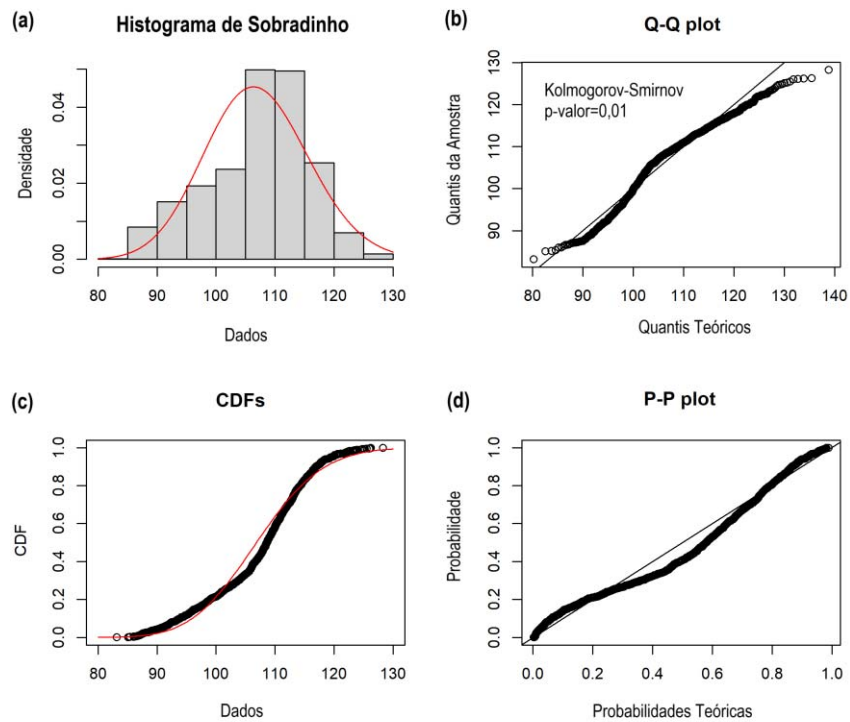 (a)
Histograma de Sobradinho
Densidade
0.04
0.02
0.00
80 90 100 110 120 130
Dados
(b)
Q-Q plot
Kolmogorov-Smirnov
p-valor=0,01
Quantis da Amostra
130
120
110
100
90
80 90 100 110 120 130 140
Quantis Teóricos
(c)
CDFs
CDF
1.0
0.8
0.6
0.4
0.2
0.0
80 90 100 110 120 130
Dados
(d)
P-P plot
Probabilidade
1.0
0.8
0.6
0.4
0.2
0.0
0.0 0.2 0.4 0.6 0.8 1.0
Probabilidades Teóricas